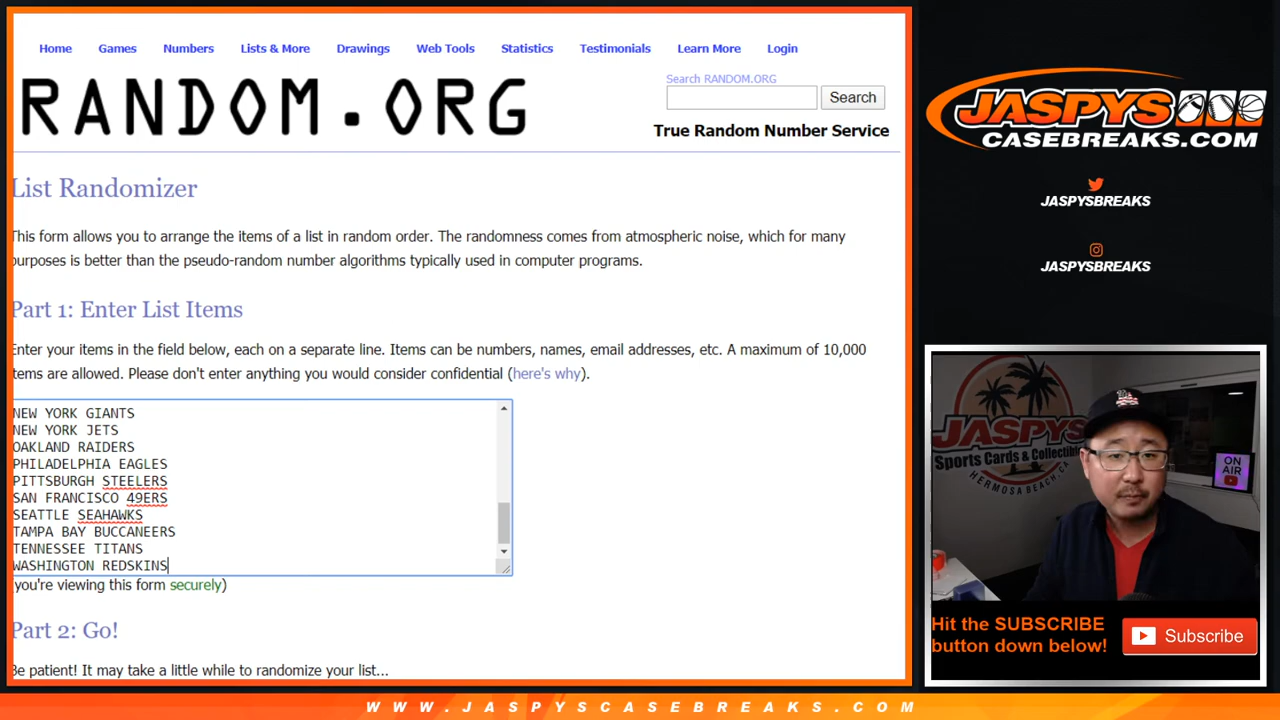 Home Games Numbers Lists & More Drawings Web Tools Statistics Testimonials Learn More Login
RANDOM.ORG
Search RANDOM.ORG
Search
True Random Number Service
List Randomizer
This form allows you to arrange the items of a list in random order. The randomness comes from atmospheric noise, which for many
purposes is better than the pseudo-random number algorithms typically used in computer programs.
Part 1: Enter List Items
Enter your items in the field below, each on a separate line. Items can be numbers, names, email addresses, etc. A maximum of 10,000
items are allowed. Please don't enter anything you would consider confidential (here's why).
NEW YORK GIANTS
NEW YORK JETS
OAKLAND RAIDERS
PHILADELPHIA EAGLES
PITTSBURGH STEELERS
SAN FRANCISCO 49ERS
SEATTLE SEAHAWKS
TAMPA BAY BUCCANEERS
TENNESSEE TITANS
WASHINGTON REDSKINS
(you're viewing this form securely)
Part 2: Go!
Be patient! It may take a little while to randomize your list...
JASPYS
CASEBREAKS.COM
JASPYSBREAKS
JASPYSBREAKS
JASPYS
Sports Cards & Collectibles
HERMOSA BEACH, CA
ON
AIR
Hit the SUBSCRIBE
button down below!
Subscribe
WWW.JASPYSCASEBREAKS.COM